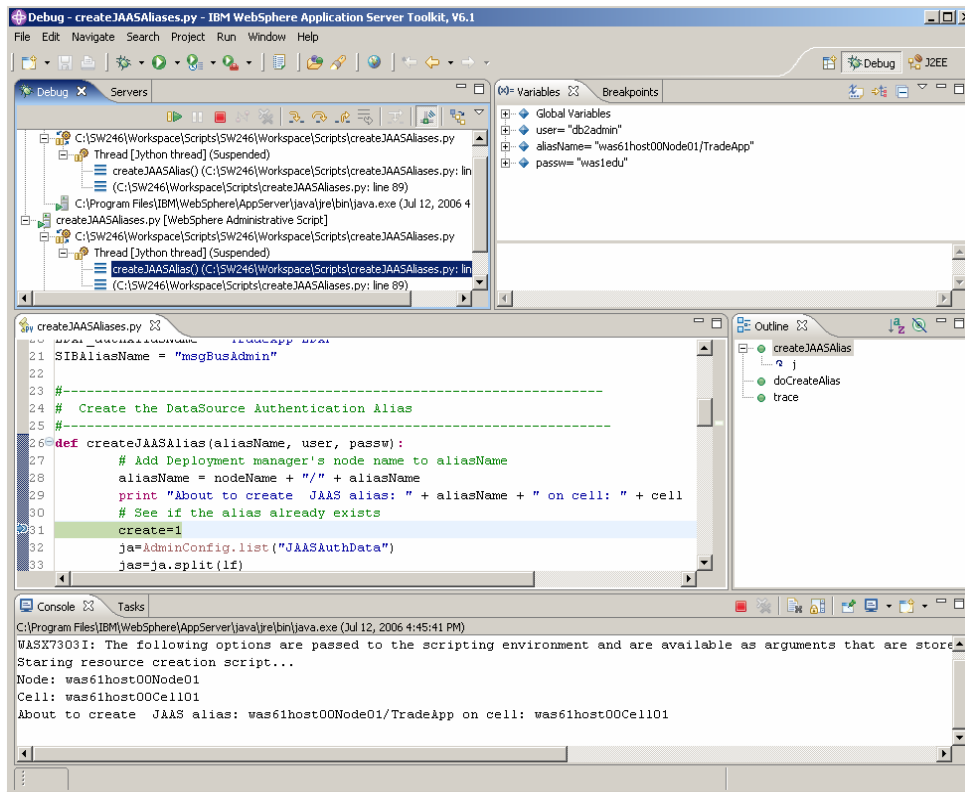 Debug - createJAASAliases.py - IBM WebSphere Application Server Toolkit, V6.1
File Edit Navigate Search Project Run Window Help
Debug J2EE
Debug Servers
C:\SW246\Workspace\Scripts\SW246\Workspace\Scripts\createJAASAliases.py
Thread [Jython thread] (Suspended)
createJAASAlias() (C:\SW246\Workspace\Scripts\createJAASAliases.py: lin
(C:\SW246\Workspace\Scripts\createJAASAliases.py: line 89)
C:\Program Files\IBM\WebSphere\AppServer\java\jre\bin\java.exe (Jul 12, 2006 4
createJAASAliases.py [WebSphere Administrative Script]
C:\SW246\Workspace\Scripts\SW246\Workspace\Scripts\createJAASAliases.py
Thread [Jython thread] (Suspended)
createJAASAlias() (C:\SW246\Workspace\Scripts\createJAASAliases.py: lin
(C:\SW246\Workspace\Scripts\createJAASAliases.py: line 89)
(x)= Variables Breakpoints
Global Variables
user= "db2admin"
aliasName= "was61host00Node01/TradeApp"
passw= "was1edu"
createJAASAliases.py
21 SIBAliasName = "msgBusAdmin"
22
23 #-------------------------------------------------------------------
24 # Create the DataSource Authentication Alias
25 #--------------------------------------------------------------------
26 def createJAASAlias(aliasName, user, passw):
27 # Add Deployment manager's node name to aliasName
28 aliasName = nodeName + "/" + aliasName
29 print "About to create  JAAS alias: " + aliasName + " on cell: " + cell
30 # See if the alias already exists
31 create=1
32 ja=AdminConfig.list("JAASAuthData")
33 jas=ja.split(lf)
Outline
createJAASAlias
j
doCreateAlias
trace
Console Tasks
C:\Program Files\IBM\WebSphere\AppServer\java\jre\bin\java.exe (Jul 12, 2006 4:45:41 PM)
WASX7303I: The following options are passed to the scripting environment and are available as arguments that are store
Staring resource creation script...
Node: was61host00Node01
Cell: was61host00Cell01
About to create  JAAS alias: was61host00Node01/TradeApp on cell: was61host00Cell01